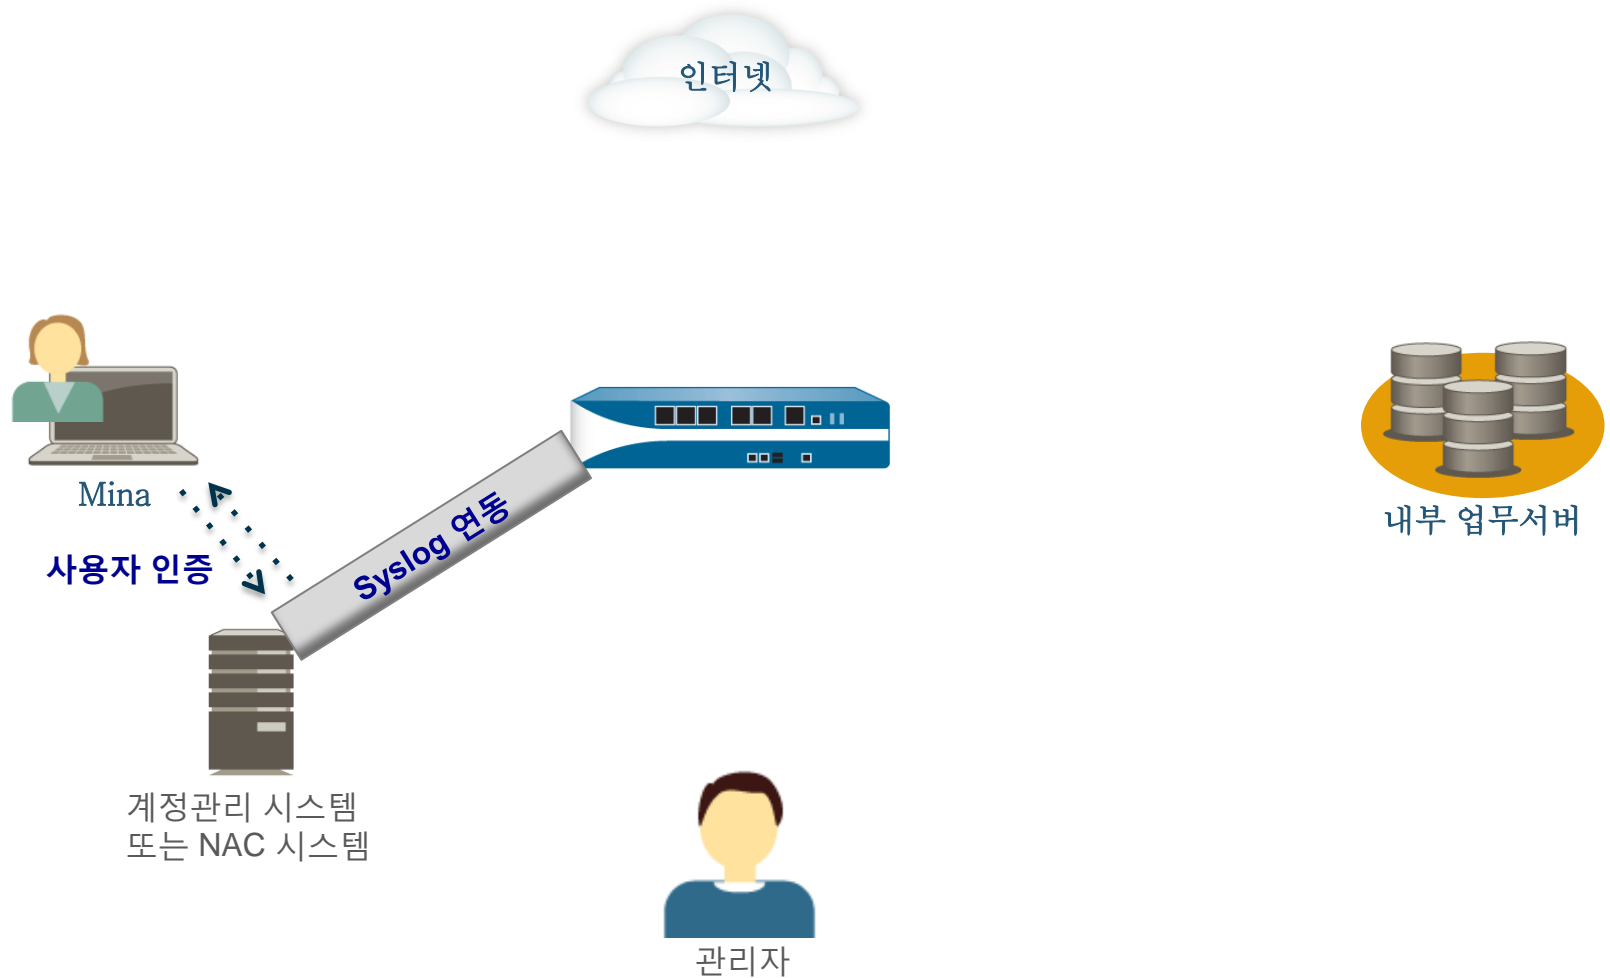 인터넷
Mina
사용자 인증
Syslog 연동
내부 업무서버
계정관리 시스템
또는 NAC 시스템
관리자